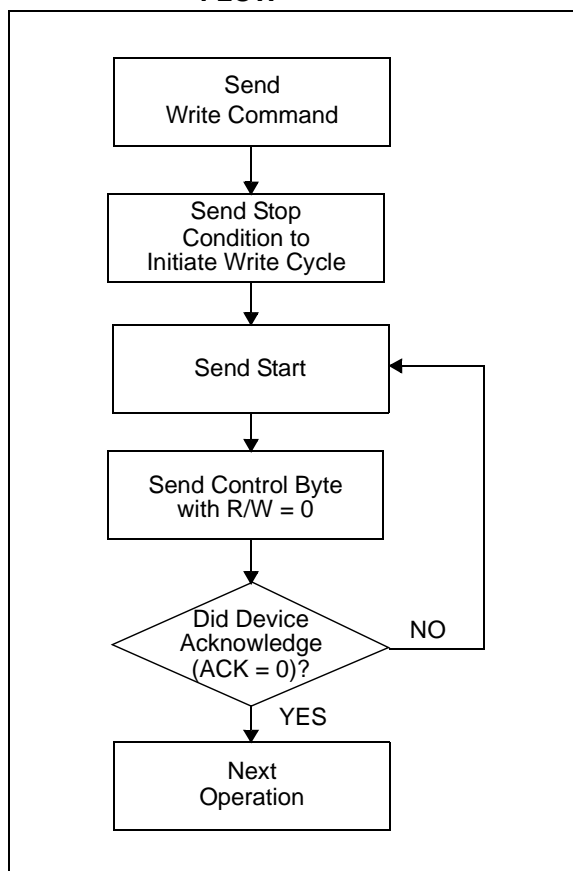 Send
Write Command
Send Stop
Condition to
Initiate Write Cycle
Send Start
Send Control Byte
with R/W = 0
Did Device
Acknowledge
(ACK = 0)?
NO
YES
Next
Operation